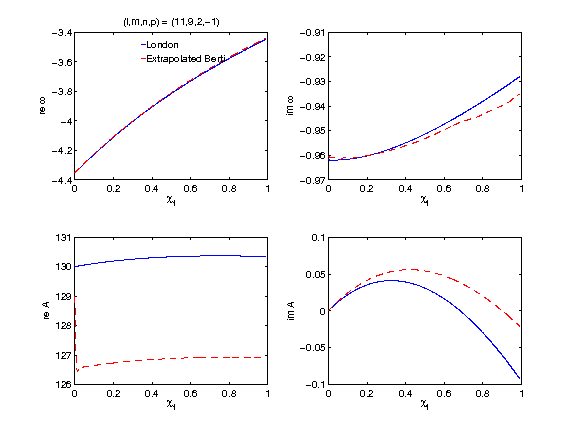 (l,m,n,p) = (11,9,2,−1)
−3.4
−3.6
−3.8
−4
−4.2
−4.4
re ω
London
Extrapolated Berti
0 0.2 0.4 0.6 0.8 1
χf
−0.91
−0.92
−0.93
−0.94
−0.95
−0.96
−0.97
im ω
0 0.2 0.4 0.6 0.8 1
χf
131
130
129
128
127
126
re A
0 0.2 0.4 0.6 0.8 1
χf
0.1
0.05
0
−0.05
−0.1
im A
0 0.2 0.4 0.6 0.8 1
χf